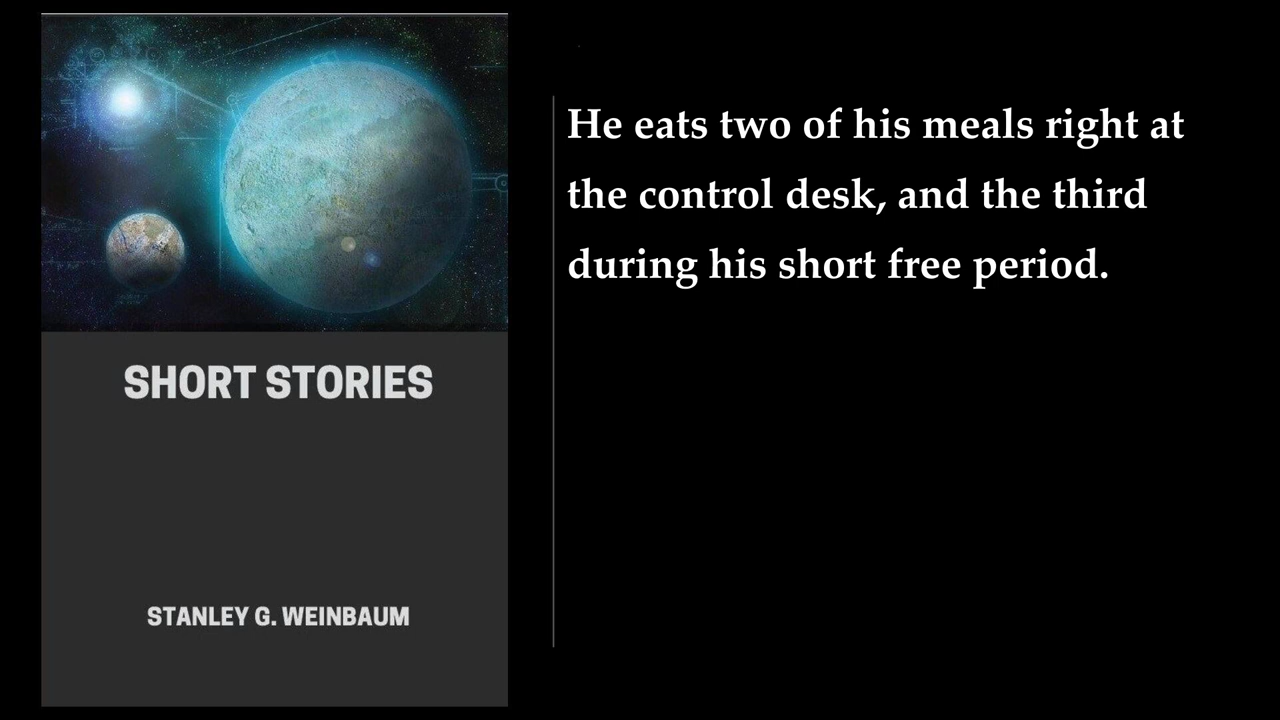 SHORT STORIES
STANLEY G. WEINBAUM
He eats two of his meals right at
the control desk, and the third
during his short free period.